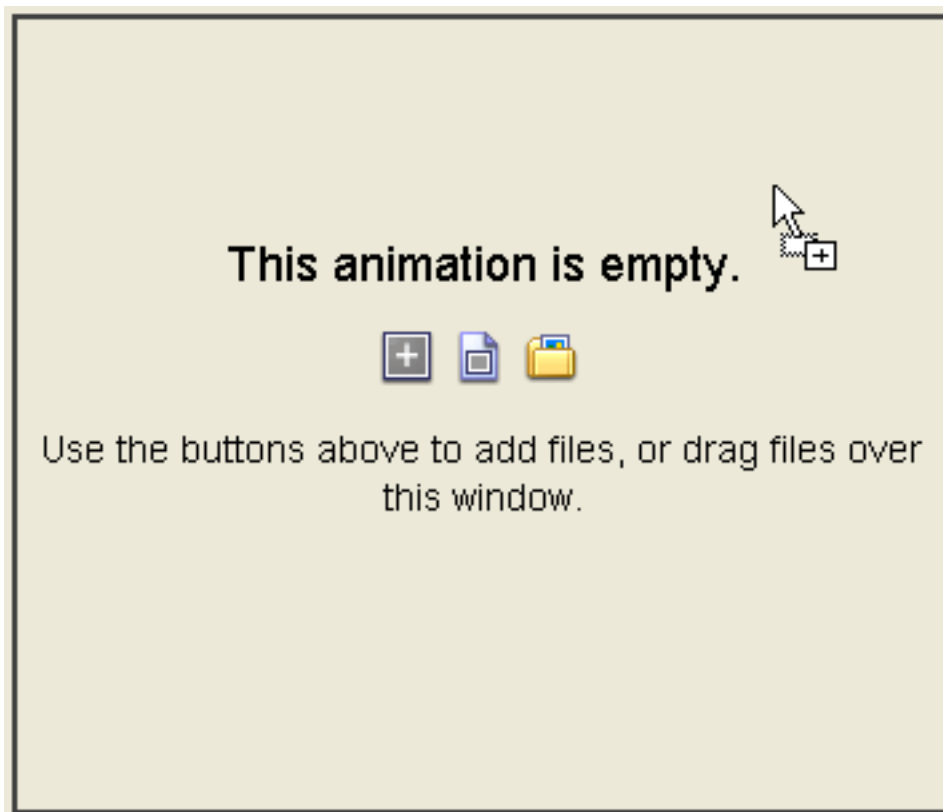 This animation is empty.
Use the buttons above to add files, or drag files over
this window.